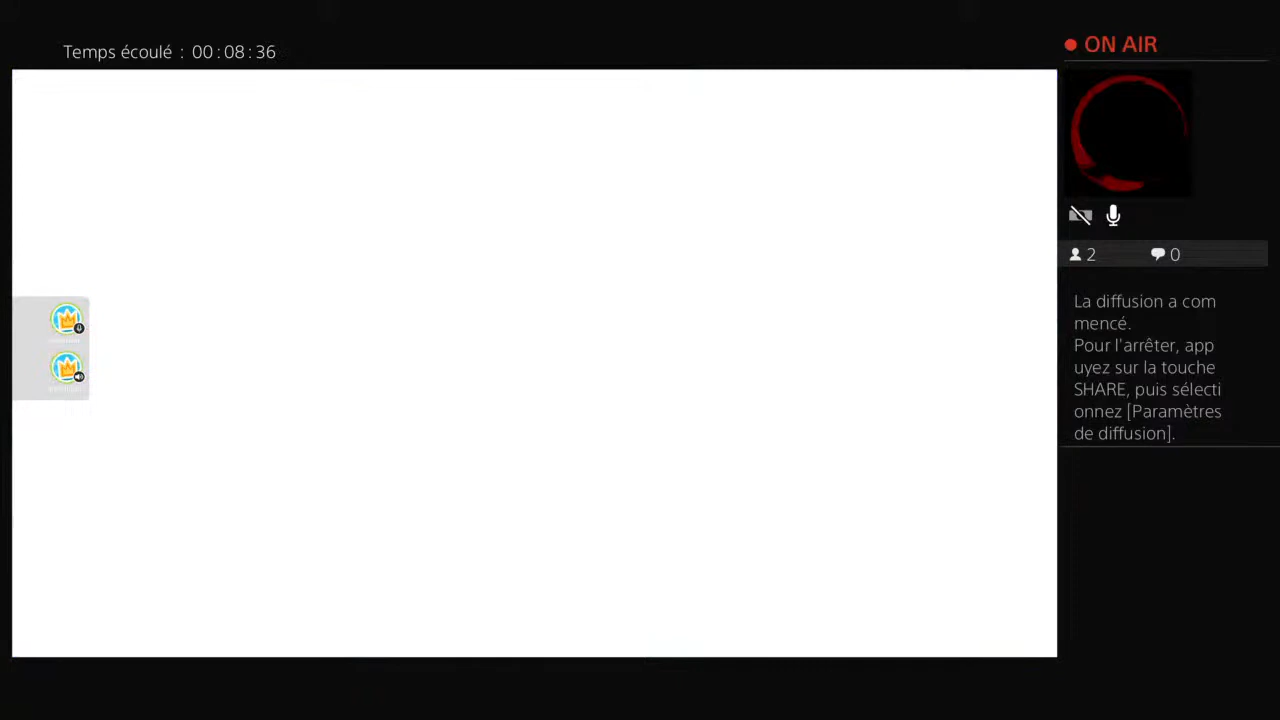 Temps écoulé : 00:08:36
ON AIR
2
0
La diffusion a com
mencé.
Pour l'arrêter, app
uyez sur la touche
SHARE, puis sélecti
onnez [Paramètres
de diffusion].